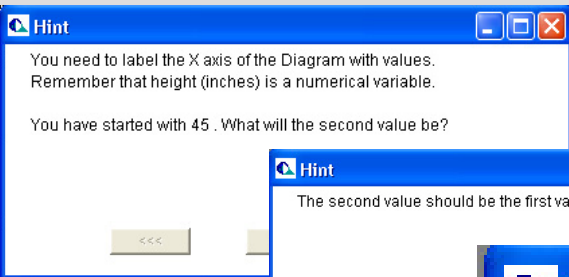 Hint
You need to label the X axis of the Diagram with values.
Remember that height (inches) is a numerical variable.
You have started with 45 . What will the second value be?
Hint
The second value should be the first
<<<